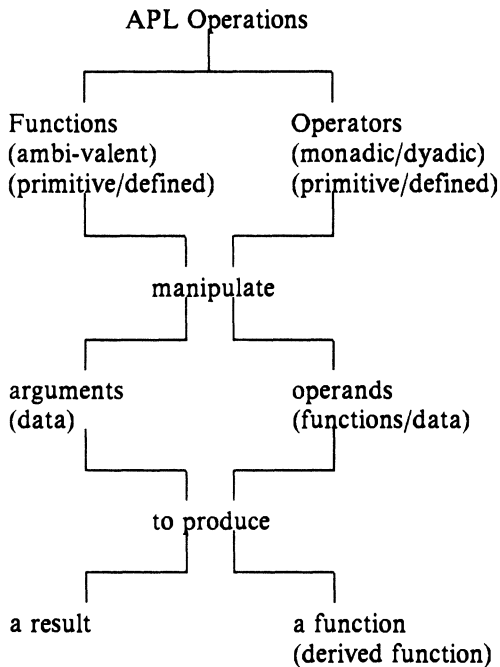 APL Operations
Functions
(ambi-valent)
(primitive/defined)
Operators
(monadic/dyadic)
(primitive/defined)
manipulate
arguments
(data)
operands
(functions/data)
to produce
a result
a function
(derived function)